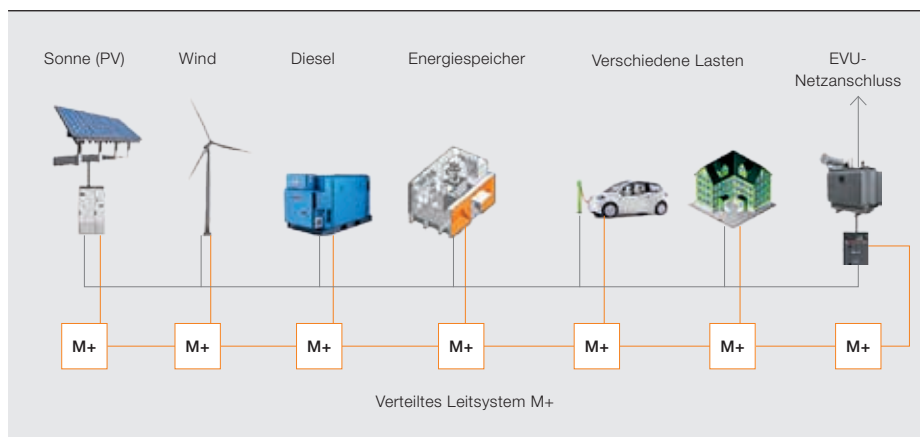 Sonne (PV)
Wind
Diesel
Energiespeicher
Verschiedene Lasten
EVU-
Netzanschluss
M+
M+
M+
M+
M+
M+
M+
Verteiltes Leitsystem M+